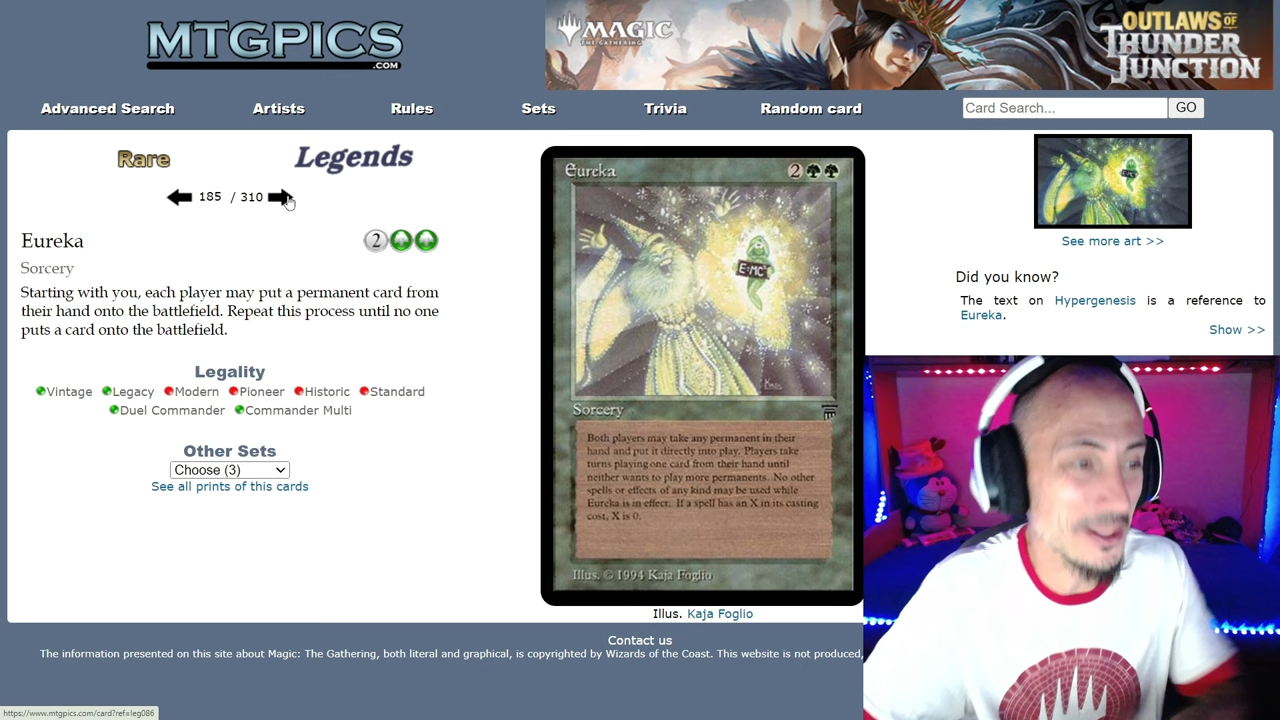 MTGPICS
.COM
MAGIC
THE GATHERING
OUTLAWS OF
THUNDER
JUNCTION
Advanced Search
Artists
Rules
Sets
Trivia
Random card
Card Search...
GO
Rare
Legends
185 / 310
Eureka
2
Sorcery
Starting with you, each player may put a permanent card from
their hand onto the battlefield. Repeat this process until no one
puts a card onto the battlefield.
Legality
Vintage Legacy Modern Pioneer Historic Standard
Duel Commander Commander Multi
Other Sets
Choose (3)
See all prints of this cards
Eureka
2
E=MC²
Sorcery
Both players may take any permanent in their
hand and put it directly into play. Players take
turns playing one card from their hand until
neither wants to play more permanents. No other
spells or effects of any kind may be used while
Eureka is in effect. If a spell has an X in its casting
cost, X is 0.
Illus. © 1994 Kaja Foglio
Illus. Kaja Foglio
See more art >>
Did you know?
The text on Hypergenesis is a reference to
Eureka.
Show >>
Contact us
The information presented on this site about Magic: The Gathering, both literal and graphical, is copyrighted by Wizards of the Coast. This website is not produced,
https://www.mtgpics.com/card?ref=leg086